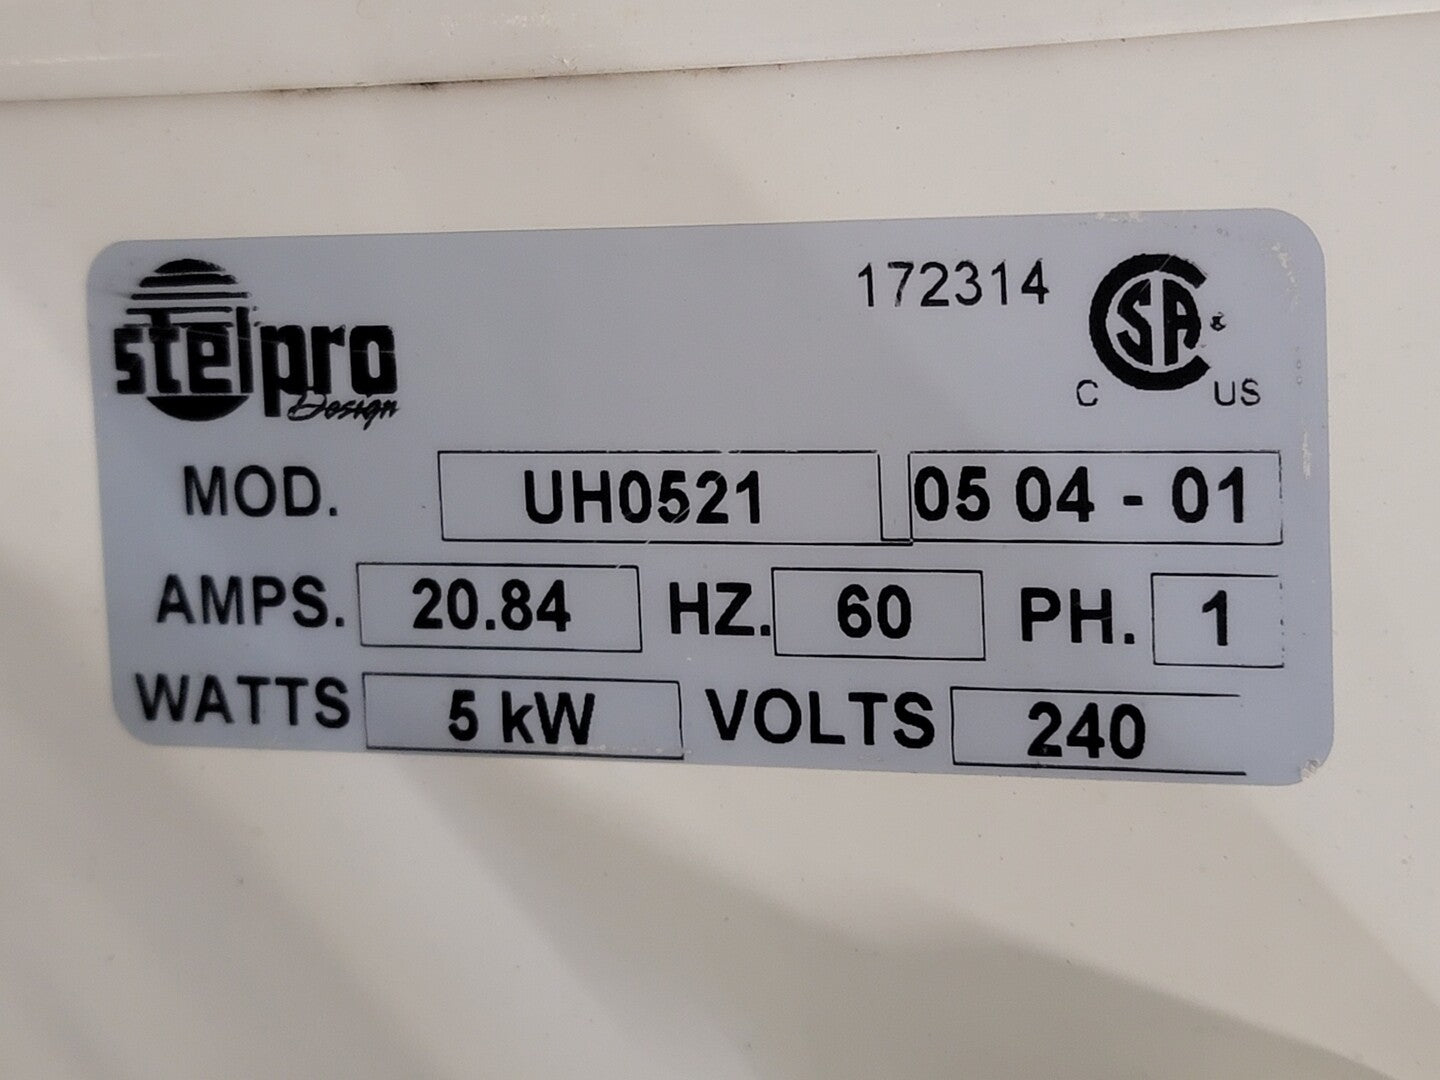 stelpro
Design
172314
CSA &
C US
MOD. UH0521 05 04 - 01
AMPS. 20.84 HZ. 60 PH. 1
WATTS 5 kW VOLTS 240